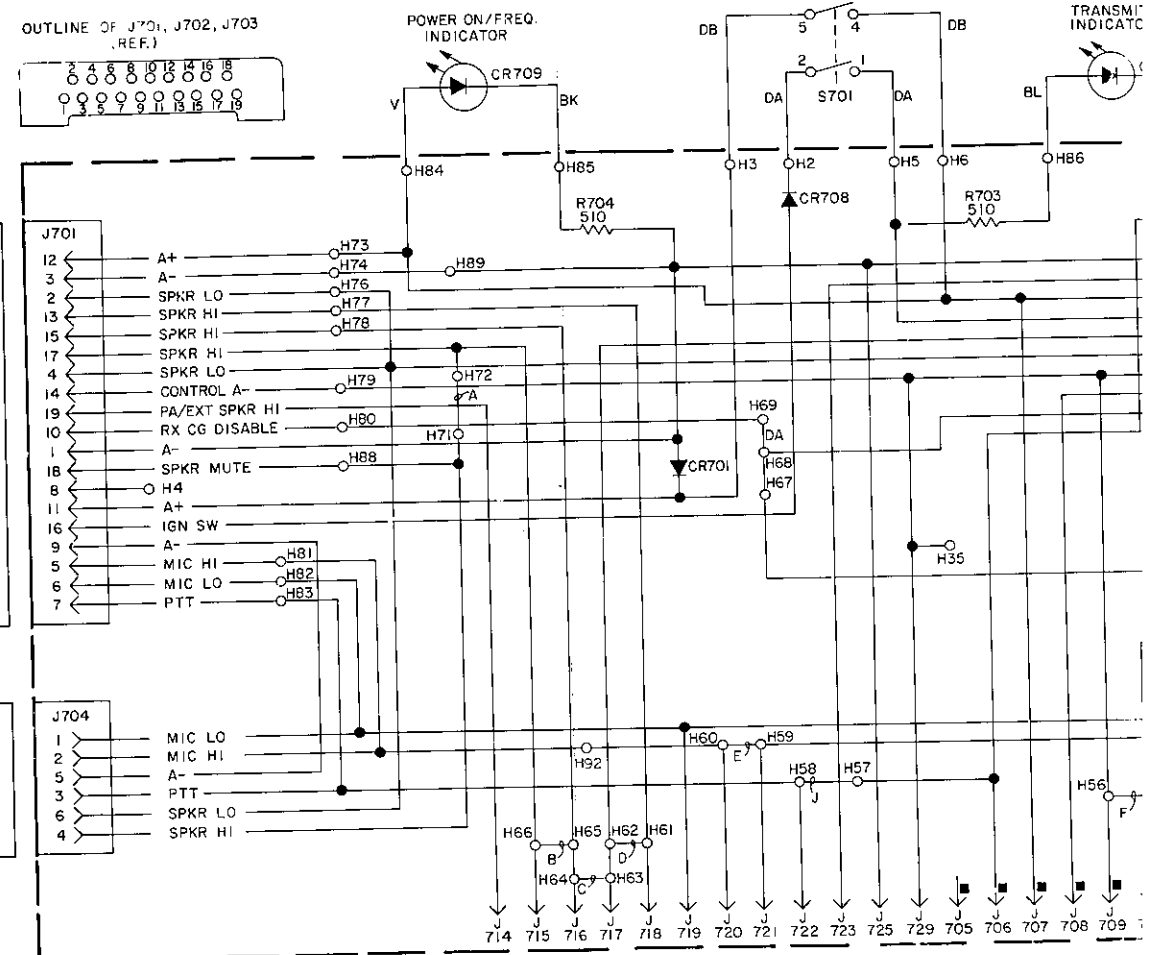 OUTLINE OF J701, J702, J703
(REF.)
2 4 6 8 10 12 14 16 18
1 3 5 7 9 11 13 15 17 19
POWER ON/FREQ.
INDICATOR
CR709
V
BK
H84
H85
R704
510
DB
5 4
DB
2 1
S701
DA
DA
H3
H2
H5
H6
CR708
TRANSMIT
INDICATO
BL
H86
R703
510
J701
12 A+ H73
3 A- H74 H89
2 SPKR LO H76
13 SPKR HI H77
15 SPKR HI H78
17 SPKR HI
4 SPKR LO H72
14 CONTROL A- H79 A
19 PA/EXT SPKR HI
10 RX CG DISABLE H80 H71 H69
DA
1 A-
H68
18 SPKR MUTE H88 CR701
8 H4 H67
11 A+
16 IGN SW
9 A- H35
5 MIC HI H81
6 MIC LO H82
7 PTT H83
J704
1 MIC LO
2 MIC HI H92 H60 E H59
5 A-
3 PTT H58 J H57
6 SPKR LO H56 F
4 SPKR HI
H66 B H65 H62 D H61
H64 C H63
J J J J J J J J J J J J J J J J J
714 715 716 717 718 719 720 721 722 723 725 729 705 706 707 708 709 7